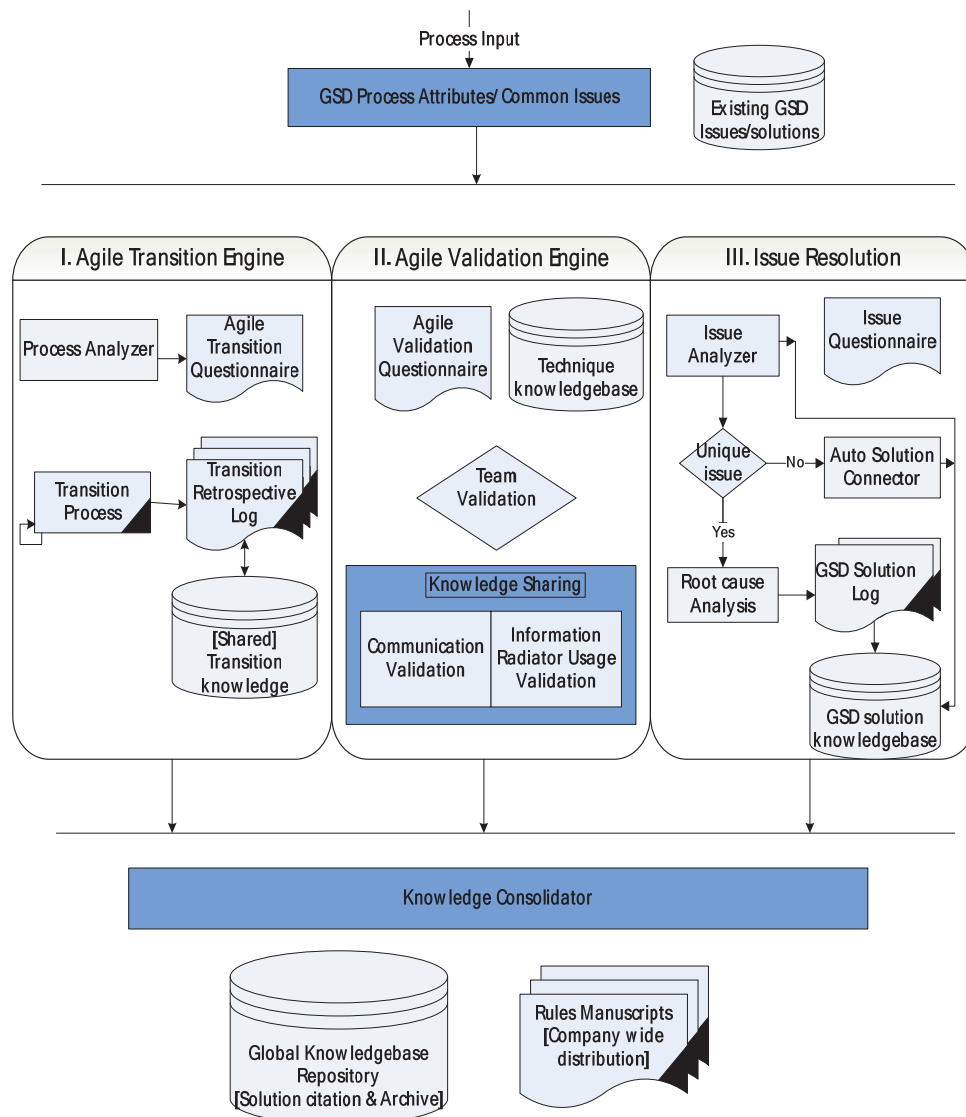 Process Input
GSD Process Attributes/ Common Issues
Existing GSD
Issues/solutions
I. Agile Transition Engine
Process Analyzer
Agile
Transition
Questionnaire
Transition
Process
Transition
Retrospective
Log
[Shared]
Transition
knowledge
II. Agile Validation Engine
Agile
Validation
Questionnaire
Technique
knowledgebase
Team
Validation
Knowledge Sharing
Communication
Validation
Information
Radiator Usage
Validation
III. Issue Resolution
Issue
Analyzer
Issue
Questionnaire
Unique
issue
No
Auto Solution
Connector
Yes
Root cause
Analysis
GSD Solution
Log
GSD solution
knowledgebase
Knowledge Consolidator
Global Knowledgebase
Repository
[Solution citation & Archive]
Rules Manuscripts
[Company wide
distribution]